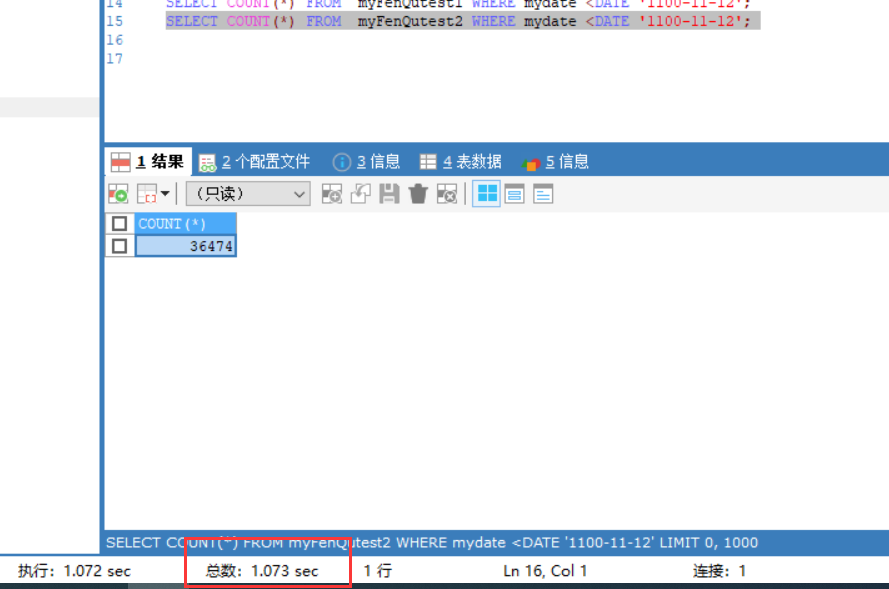 14 SELECT COUNT(*) FROM myFenQutest1 WHERE mydate <DATE '1100-11-12';
15 SELECT COUNT(*) FROM myFenQutest2 WHERE mydate <DATE '1100-11-12';
16
17
1 结果 2 个配置文件 3 信息 4 表数据 5 信息
（只读）
COUNT(*)
36474
SELECT COUNT(*) FROM myFenQutest2 WHERE mydate <DATE '1100-11-12' LIMIT 0, 1000
执行: 1.072 sec 总数: 1.073 sec 1 行 Ln 16, Col 1 连接: 1